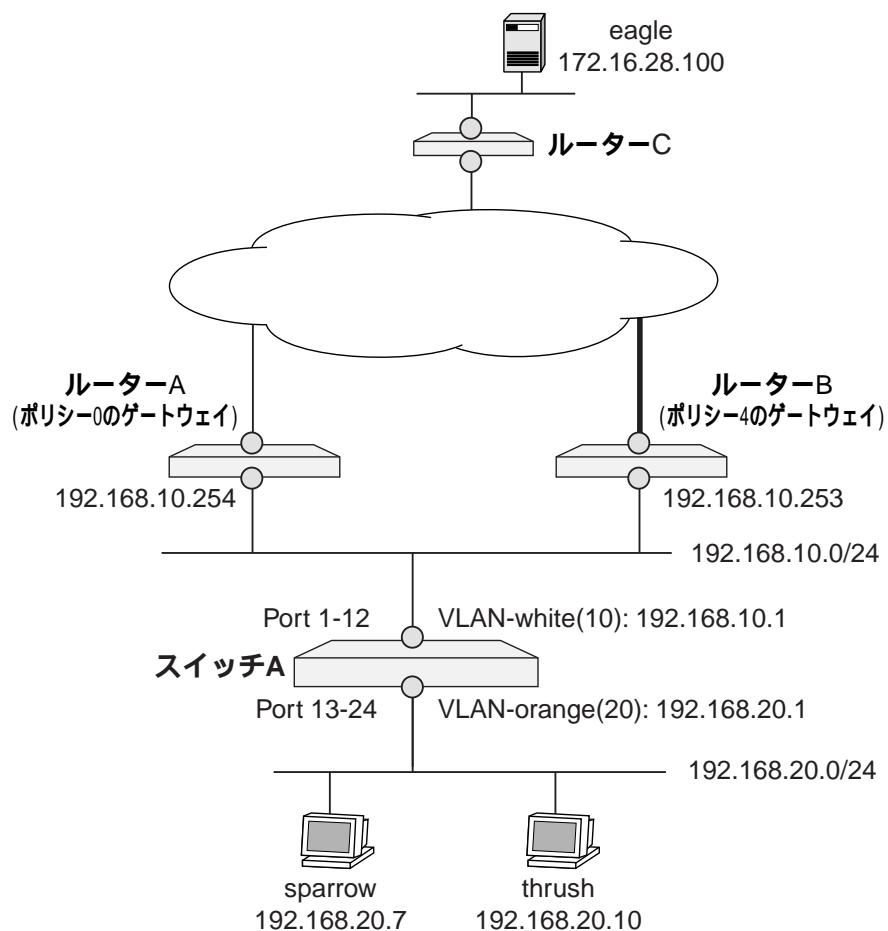 eagle
172.16.28.100
ルーターC
ルーターA
(ポリシー0のゲートウェイ)
ルーターB
(ポリシー4のゲートウェイ)
192.168.10.254
192.168.10.253
192.168.10.0/24
Port 1-12
VLAN-white(10): 192.168.10.1
スイッチA
Port 13-24
VLAN-orange(20): 192.168.20.1
192.168.20.0/24
sparrow
192.168.20.7
thrush
192.168.20.10